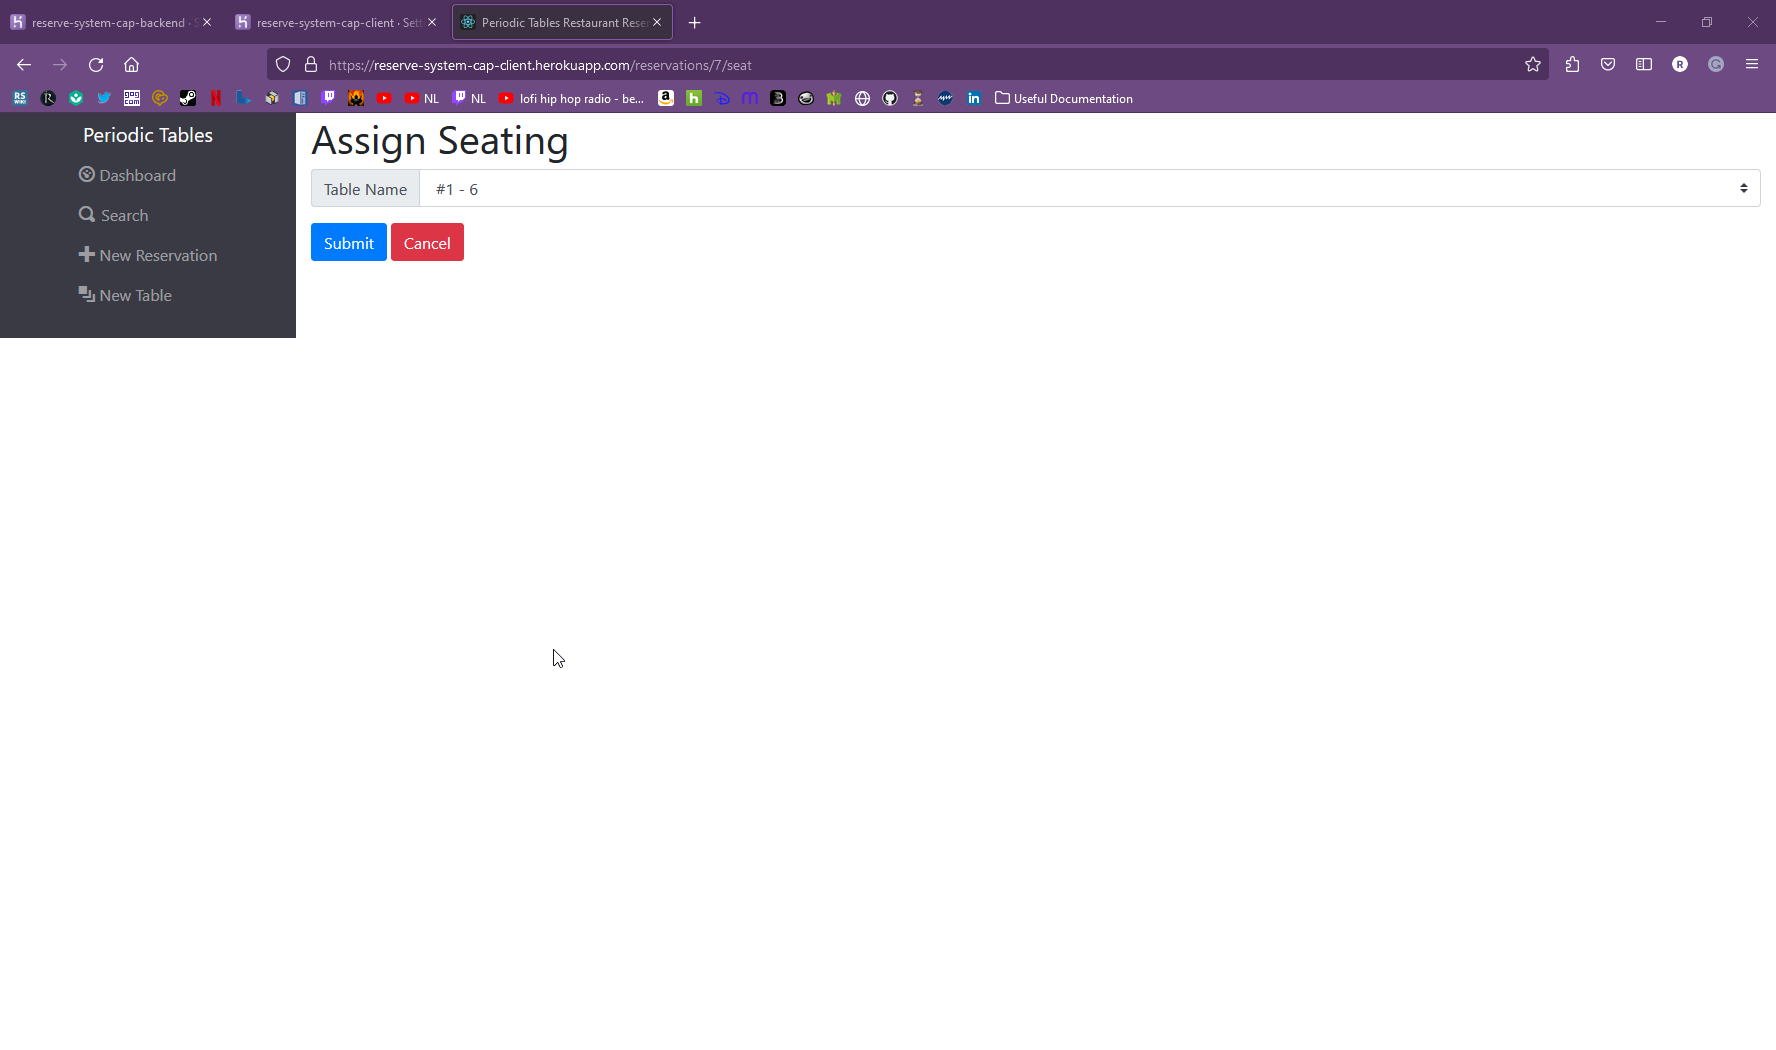 reserve-system-cap-backend · S
reserve-system-cap-client · Sett
Periodic Tables Restaurant Rese
https://reserve-system-cap-client.herokuapp.com/reservations/7/seat
NL
NL
lofi hip hop radio - be...
Useful Documentation
Periodic Tables
Dashboard
Search
New Reservation
New Table
Assign Seating
Table Name
#1 - 6
Submit
Cancel